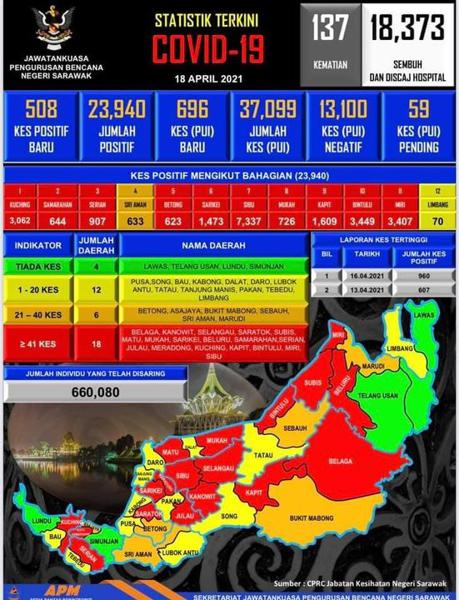 JAWATANKUASA
PENGURUSAN BENCANA
NEGERI SARAWAK
STATISTIK TERKINI
COVID-19
18 APRIL 2021
137
KEMATIAN
18,373
SEMBUH
DAN DISCAJ HOSPITAL
508
KES POSITIF
BARU
23,940
JUMLAH
POSITIF
696
KES (PUI)
BARU
37,099
JUMLAH
KES (PUI)
13,100
KES (PUI)
NEGATIF
59
KES (PUI)
PENDING
KES POSITIF MENGIKUT BAHAGIAN (23,940)
1 2 3 4 5 6 7 8 9 10 11 12
KUCHING SAMARAHAN SERIAN SRI AMAN BETONG SARIKEI SIBU MUKAH KAPIT BINTULU MIRI LIMBANG
3,062 644 907 633 623 1,473 7,337 726 1,609 3,449 3,407 70
INDIKATOR JUMLAH DAERAH NAMA DAERAH
TIADA KES 4 LAWAS, TELANG USAN, LUNDU, SIMUNJAN
1 - 20 KES 12 PUSA,SONG, BAU, KABONG, DALAT, DARO, LUBOK
ANTU, TATAU, TANJUNG MANIS, PAKAN, TEBEDU,
LIMBANG
21 – 40 KES 6 BETONG, ASAJAYA, BUKIT MABONG, SEBAUH,
SRI AMAN, MARUDI
≥ 41 KES 18 BELAGA, KANOWIT, SELANGAU, SARATOK, SUBIS,
MATU, MUKAH, SARIKEI, BELURU, SAMARAHAN,SERIAN,
JULAU, MERADONG, KUCHING, KAPIT, BINTULU, MIRI,
SIBU
LAPORAN KES TERTINGGI
BIL TARIKH JUMLAH KES POSITIF
1 16.04.2021 960
2 13.04.2021 607
JUMLAH INDIVIDU YANG TELAH DISARING
660,080
LAWAS
LIMBANG
MIRI
MARUDI
BELURU
SUBIS
TELANG USAN
BINTULU
SEBAUH
BELAGA
TATAU
MUKAH
DALAT
MATU
DARO
SIBU
SELANGAU
SARIKEI
KANOWIT
KAPIT
PAKAN
JULAU
SARATOK
SONG
BUKIT MABONG
PUSA
BETONG
LUNDU
KUCHING
BAU
SIMUNJAN
SERIAN
SRI AMAN
LUBOK ANTU
Sumber : CPRC Jabatan Kesihatan Negeri Sarawak
APM
SEKRETARIAT JAWATANKUASA PENGURUSAN BENCANA NEGERI SARAWAK